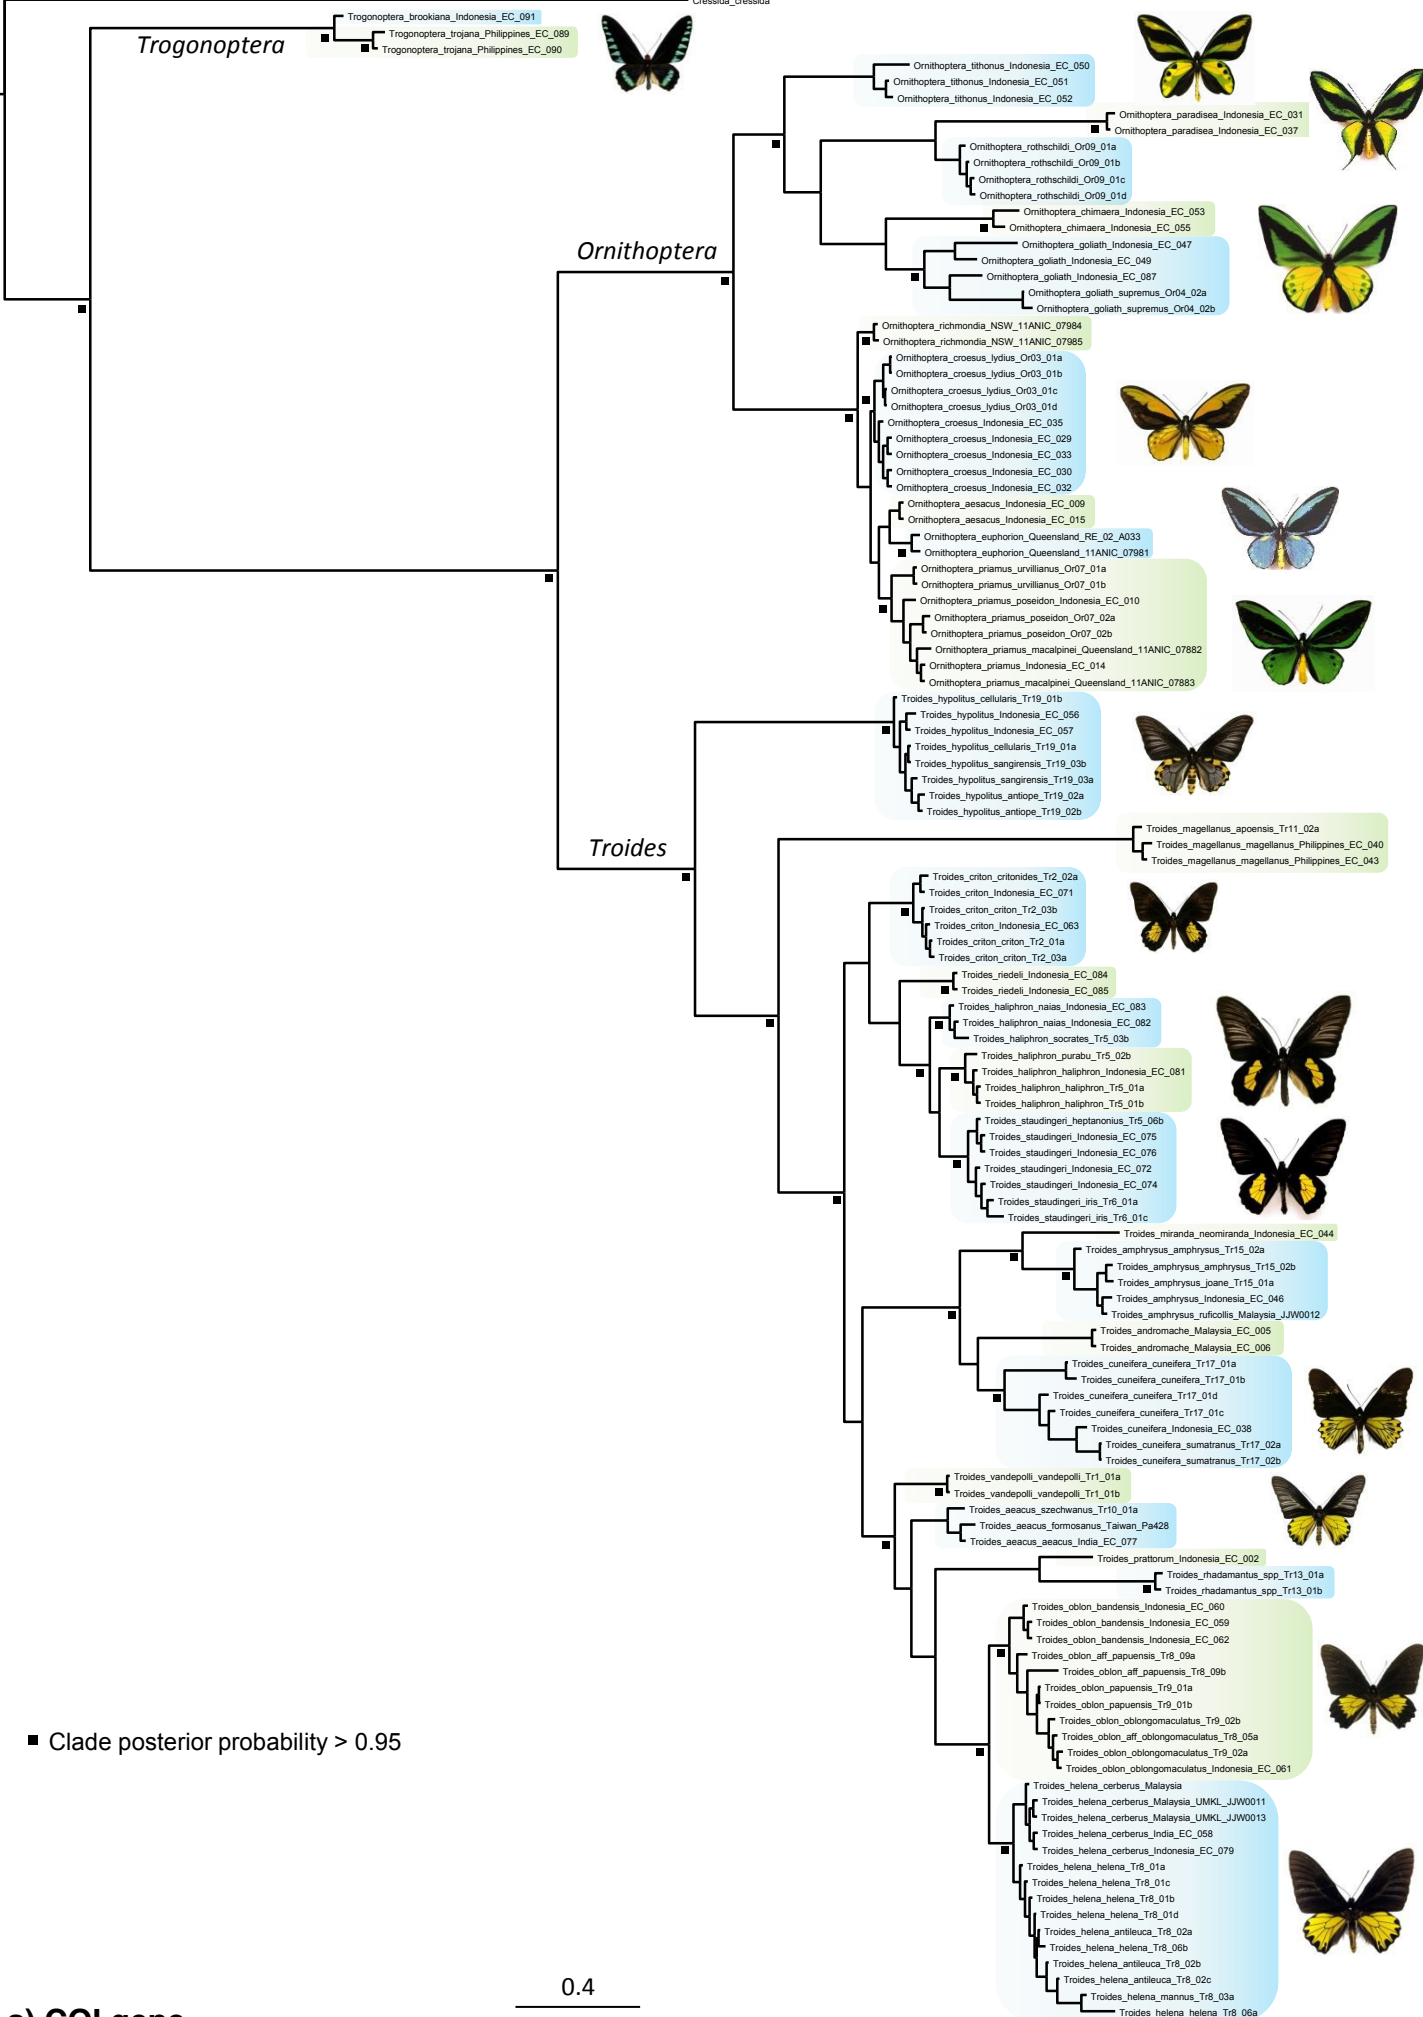 Cressida_cressida
Trogonoptera_brookiana_Indonesia_EC_091
Trogonoptera_trojana_Philippines_EC_089
Trogonoptera
Trogonoptera_trojana_Philippines_EC_090
Ornithoptera_tithonus_Indonesia_EC_050
Ornithoptera_tithonus_Indonesia_EC_051
Ornithoptera_tithonus_Indonesia_EC_052
Ornithoptera_paradisea_Indonesia_EC_031
Ornithoptera_paradisea_Indonesia_EC_037
Ornithoptera_rothschildi_Or09_01a
Ornithoptera_rothschildi_Or09_01b
Ornithoptera_rothschildi_Or09_01c
Ornithoptera_rothschildi_Or09_01d
Ornithoptera_chimaera_Indonesia_EC_053
Ornithoptera_chimaera_Indonesia_EC_055
Ornithoptera_goliath_Indonesia_EC_047
Ornithoptera
Ornithoptera_goliath_Indonesia_EC_049
Ornithoptera_goliath_Indonesia_EC_087
Ornithoptera_goliath_supremus_Or04_02a
Ornithoptera_goliath_supremus_Or04_02b
Ornithoptera_richmondia_NSW_11ANIC_07984
Ornithoptera_richmondia_NSW_11ANIC_07985
Ornithoptera_croesus_lydius_Or03_01a
Ornithoptera_croesus_lydius_Or03_01b
Ornithoptera_croesus_lydius_Or03_01c
Ornithoptera_croesus_lydius_Or03_01d
Ornithoptera_croesus_Indonesia_EC_035
Ornithoptera_croesus_Indonesia_EC_029
Ornithoptera_croesus_Indonesia_EC_033
Ornithoptera_croesus_Indonesia_EC_030
Ornithoptera_croesus_Indonesia_EC_032
Ornithoptera_aesacus_Indonesia_EC_009
Ornithoptera_aesacus_Indonesia_EC_015
Ornithoptera_euphorion_Queensland_RE_02_A033
Ornithoptera_euphorion_Queensland_11ANIC_07981
Ornithoptera_priamus_urvillianus_Or07_01a
Ornithoptera_priamus_urvillianus_Or07_01b
Ornithoptera_priamus_poseidon_Indonesia_EC_010
Ornithoptera_priamus_poseidon_Or07_02a
Ornithoptera_priamus_poseidon_Or07_02b
Ornithoptera_priamus_macalpinei_Queensland_11ANIC_07882
Ornithoptera_priamus_Indonesia_EC_014
Ornithoptera_priamus_macalpinei_Queensland_11ANIC_07883
Troides_hypolitus_cellularis_Tr19_01b
Troides_hypolitus_Indonesia_EC_056
Troides_hypolitus_Indonesia_EC_057
Troides_hypolitus_cellularis_Tr19_01a
Troides_hypolitus_sangirensis_Tr19_03b
Troides_hypolitus_sangirensis_Tr19_03a
Troides_hypolitus_antiope_Tr19_02a
Troides_hypolitus_antiope_Tr19_02b
Troides_magellanus_apoensis_Tr11_02a
Troides_magellanus_magellanus_Philippines_EC_040
Troides
Troides_magellanus_magellanus_Philippines_EC_043
Troides_criton_critonides_Tr2_02a
Troides_criton_Indonesia_EC_071
Troides_criton_criton_Tr2_03b
Troides_criton_Indonesia_EC_063
Troides_criton_criton_Tr2_01a
Troides_criton_criton_Tr2_03a
Troides_riedeli_Indonesia_EC_084
Troides_riedeli_Indonesia_EC_085
Troides_haliphron_naias_Indonesia_EC_083
Troides_haliphron_naias_Indonesia_EC_082
Troides_haliphron_socrates_Tr5_03b
Troides_haliphron_purabu_Tr5_02b
Troides_haliphron_haliphron_Indonesia_EC_081
Troides_haliphron_haliphron_Tr5_01a
Troides_haliphron_haliphron_Tr5_01b
Troides_staudingeri_heptanonius_Tr5_06b
Troides_staudingeri_Indonesia_EC_075
Troides_staudingeri_Indonesia_EC_076
Troides_staudingeri_Indonesia_EC_072
Troides_staudingeri_Indonesia_EC_074
Troides_staudingeri_iris_Tr6_01a
Troides_staudingeri_iris_Tr6_01c
Troides_miranda_neomiranda_Indonesia_EC_044
Troides_amphrysus_amphrysus_Tr15_02a
Troides_amphrysus_amphrysus_Tr15_02b
Troides_amphrysus_joane_Tr15_01a
Troides_amphrysus_Indonesia_EC_046
Troides_amphrysus_ruficollis_Malaysia_JJW0012
Troides_andromache_Malaysia_EC_005
Troides_andromache_Malaysia_EC_006
Troides_cuneifera_cuneifera_Tr17_01a
Troides_cuneifera_cuneifera_Tr17_01b
Troides_cuneifera_cuneifera_Tr17_01d
Troides_cuneifera_cuneifera_Tr17_01c
Troides_cuneifera_Indonesia_EC_038
Troides_cuneifera_sumatranus_Tr17_02a
Troides_cuneifera_sumatranus_Tr17_02b
Troides_vandepolli_vandepolli_Tr1_01a
Troides_vandepolli_vandepolli_Tr1_01b
Troides_aeacus_szechwanus_Tr10_01a
Troides_aeacus_formosanus_Taiwan_Pa428
Troides_aeacus_aeacus_India_EC_077
Troides_prattorum_Indonesia_EC_002
Troides_rhadamantus_spp_Tr13_01a
Troides_rhadamantus_spp_Tr13_01b
Troides_oblon_bandensis_Indonesia_EC_060
Troides_oblon_bandensis_Indonesia_EC_059
Troides_oblon_bandensis_Indonesia_EC_062
Troides_oblon_aff_papuensis_Tr8_09a
Troides_oblon_aff_papuensis_Tr8_09b
Troides_oblon_papuensis_Tr9_01a
Troides_oblon_papuensis_Tr9_01b
Troides_oblon_oblongomaculatus_Tr9_02b
Troides_oblon_aff_oblongomaculatus_Tr8_05a
Clade posterior probability > 0.95
Troides_oblon_oblongomaculatus_Tr9_02a
Troides_oblon_oblongomaculatus_Indonesia_EC_061
Troides_helena_cerberus_Malaysia
Troides_helena_cerberus_Malaysia_UMKL_JJW0011
Troides_helena_cerberus_Malaysia_UMKL_JJW0013
Troides_helena_cerberus_India_EC_058
Troides_helena_cerberus_Indonesia_EC_079
Troides_helena_helena_Tr8_01a
Troides_helena_helena_Tr8_01c
Troides_helena_helena_Tr8_01b
Troides_helena_helena_Tr8_01d
Troides_helena_antileuca_Tr8_02a
Troides_helena_helena_Tr8_06b
Troides_helena_antileuca_Tr8_02b
Troides_helena_antileuca_Tr8_02c
0.4
Troides_helena_mannus_Tr8_03a
Troides_helena_helena_Tr8_06a
a) COI gene